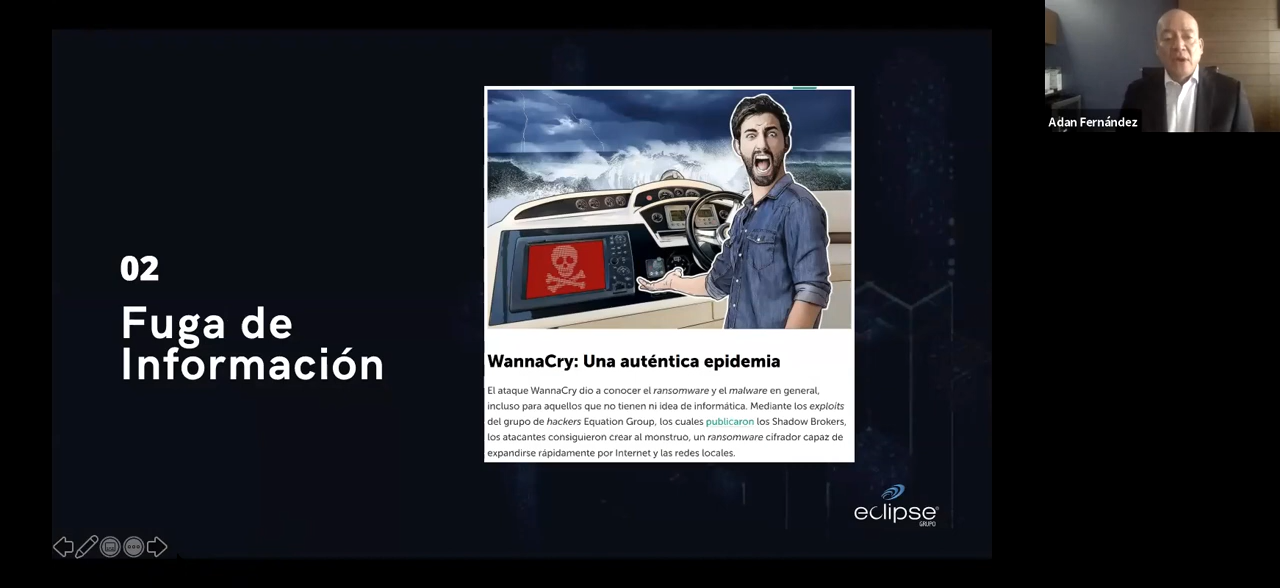 02
Fuga de
Información
WannaCry: Una auténtica epidemia
El ataque WannaCry dio a conocer el ransomware y el malware en general,
incluso para aquellos que no tienen ni idea de informática. Mediante los exploits
del grupo de hackers Equation Group, los cuales publicaron los Shadow Brokers,
los atacantes consiguieron crear al monstruo, un ransomware cifrador capaz de
expandirse rápidamente por Internet y las redes locales.
eclipse
GRUPO
Adan Fernández